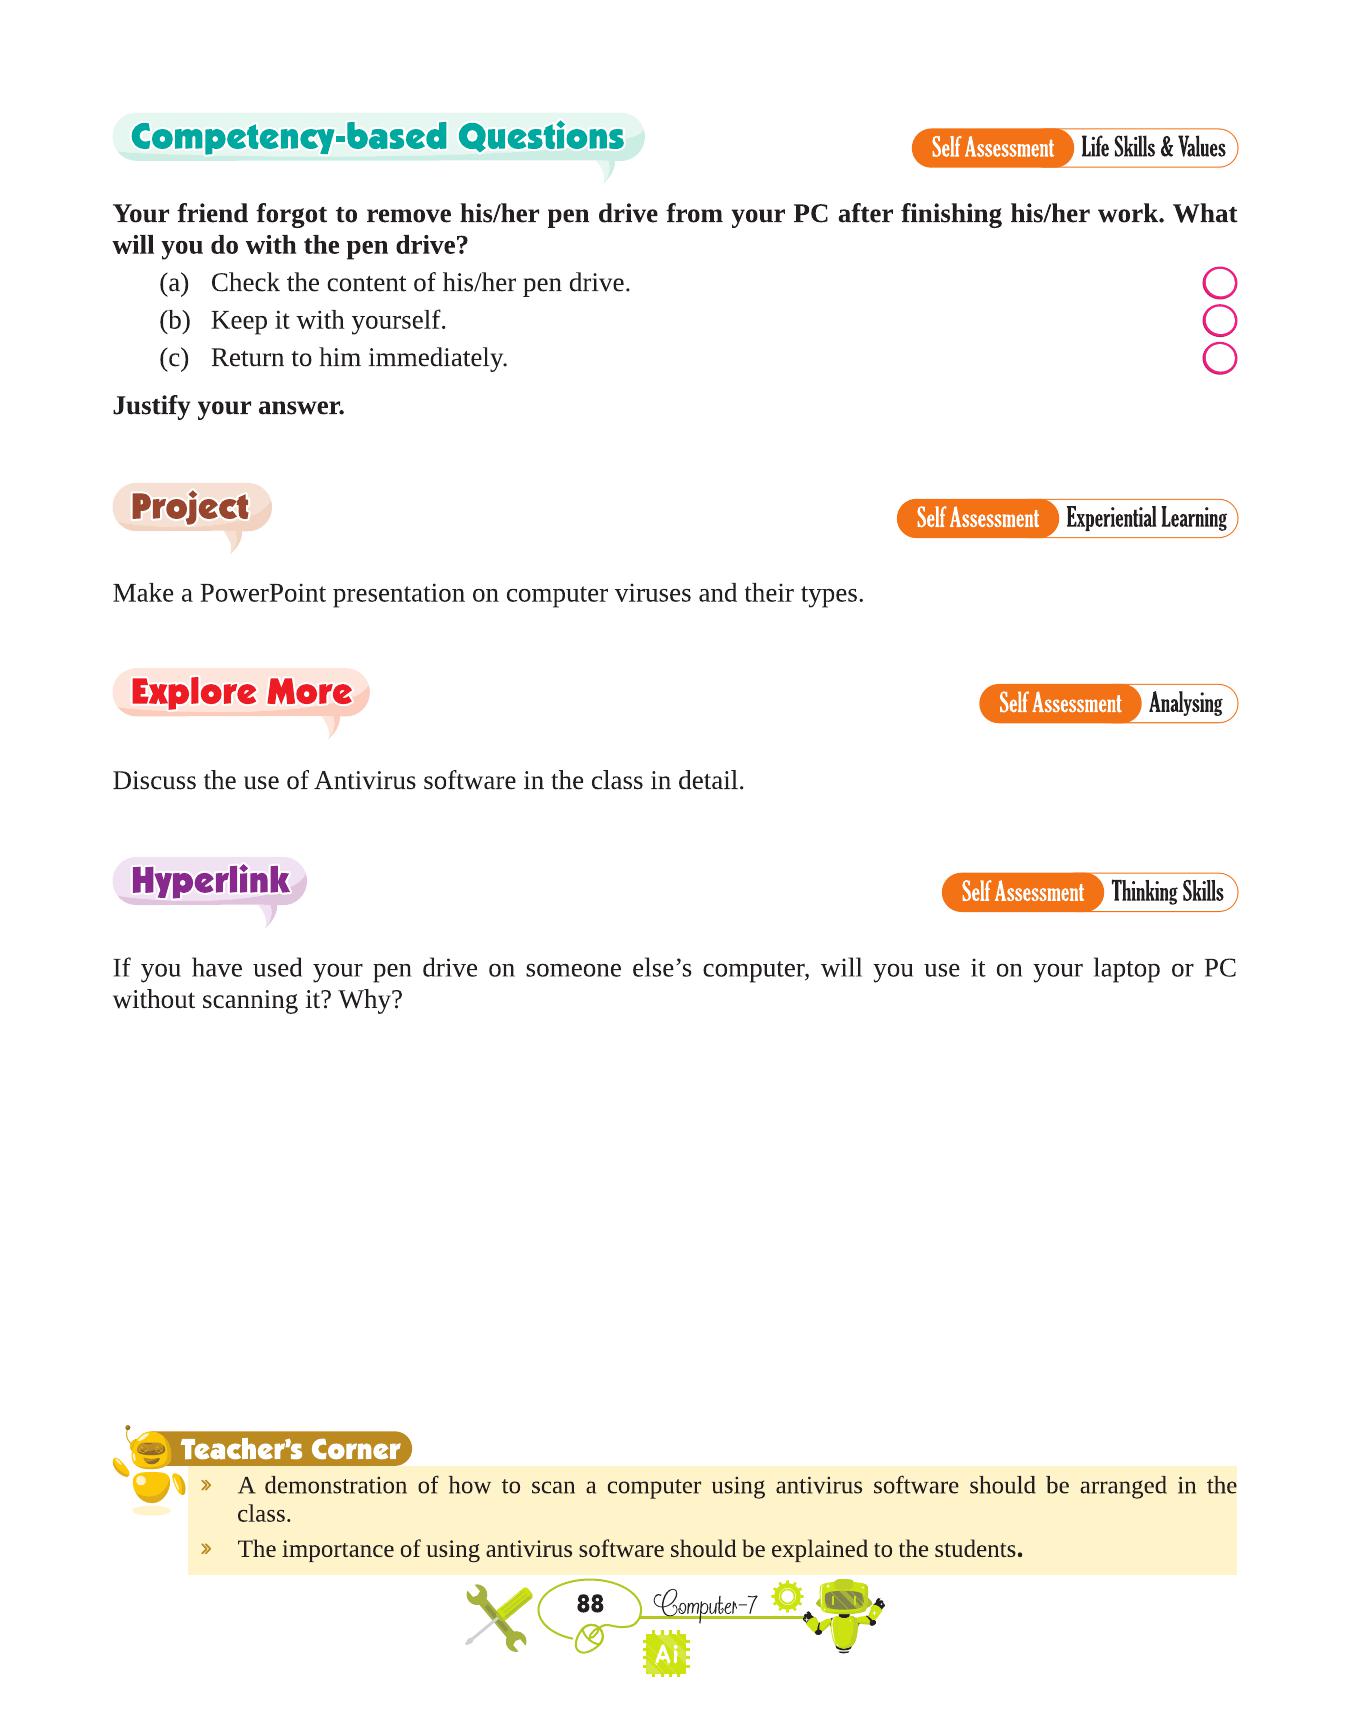 Competency-based Questions
Self Assessment Life Skills & Values
Your friend forgot to remove his/her pen drive from your PC after finishing his/her work. What
will you do with the pen drive?
(a) Check the content of his/her pen drive.
(b) Keep it with yourself.
(c) Return to him immediately.
Justify your answer.
Project
Self Assessment Experiential Learning
Make a PowerPoint presentation on computer viruses and their types.
Explore More
Self Assessment Analysing
Discuss the use of Antivirus software in the class in detail.
Hyperlink
Self Assessment Thinking Skills
If you have used your pen drive on someone else’s computer, will you use it on your laptop or PC
without scanning it? Why?
Teacher’s Corner
» A demonstration of how to scan a computer using antivirus software should be arranged in the
class.
» The importance of using antivirus software should be explained to the students.
88 Computer-7
Ai